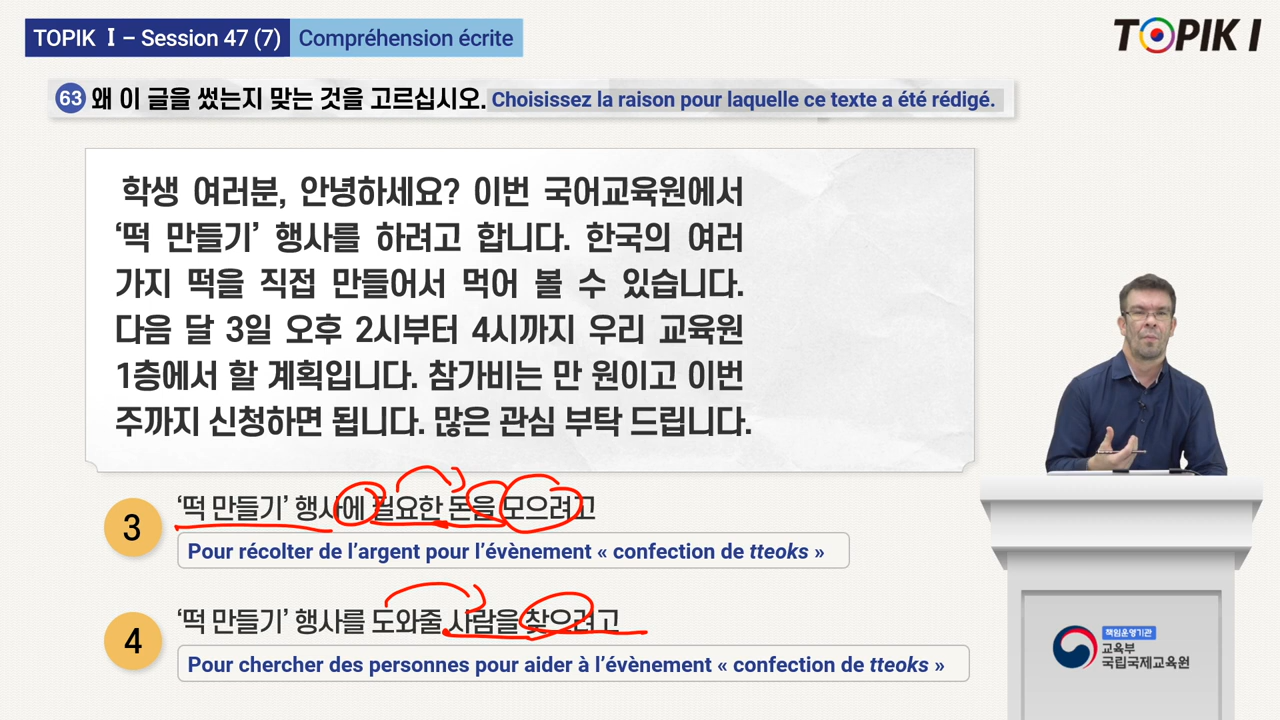 TOPIK I – Session 47 (7) Compréhension écrite
TOPIK I
63 왜 이 글을 썼는지 맞는 것을 고르십시오. Choisissez la raison pour laquelle ce texte a été rédigé.
학생 여러분, 안녕하세요? 이번 국어교육원에서
‘떡 만들기’ 행사를 하려고 합니다. 한국의 여러
가지 떡을 직접 만들어서 먹어 볼 수 있습니다.
다음 달 3일 오후 2시부터 4시까지 우리 교육원
1층에서 할 계획입니다. 참가비는 만 원이고 이번
주까지 신청하면 됩니다. 많은 관심 부탁 드립니다.
3 ‘떡 만들기’ 행사에 필요한 돈을 모으려고
Pour récolter de l’argent pour l’évènement « confection de tteoks »
4 ‘떡 만들기’ 행사를 도와줄 사람을 찾으려고
Pour chercher des personnes pour aider à l’évènement « confection de tteoks »
책임운영기관
교육부
국립국제교육원